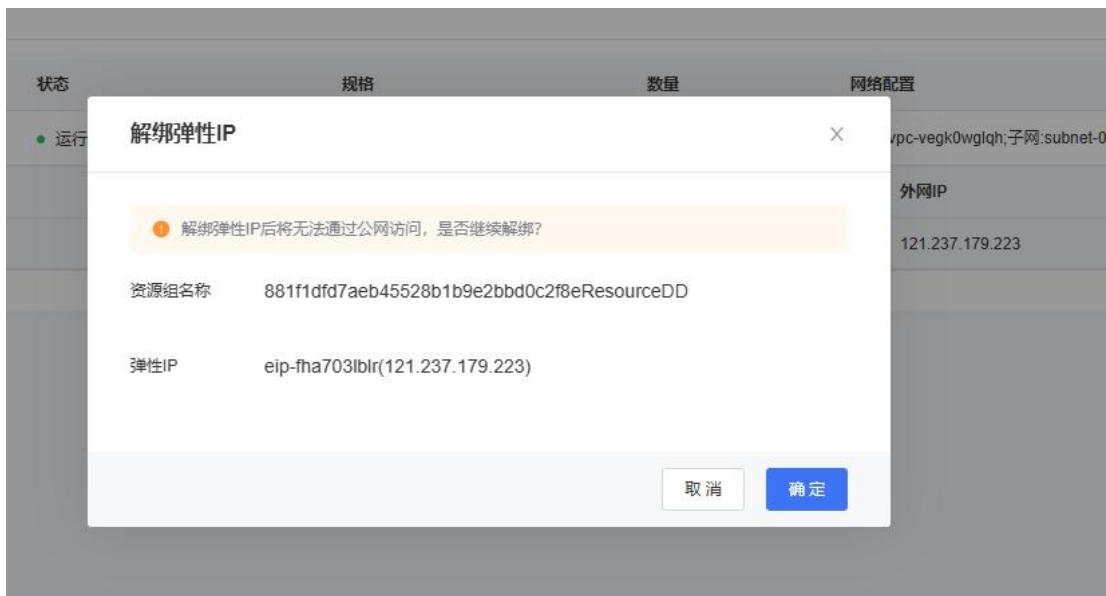 状态 规格 数量 网络配置
运行 vpc-vegk0wglqh;子网:subnet-0
解绑弹性IP
外网IP
解绑弹性IP后将无法通过公网访问，是否继续解绑？
121.237.179.223
资源组名称 881f1dfd7aeb45528b1b9e2bbd0c2f8eResourceDD
弹性IP eip-fha703lblr(121.237.179.223)
取消 确定